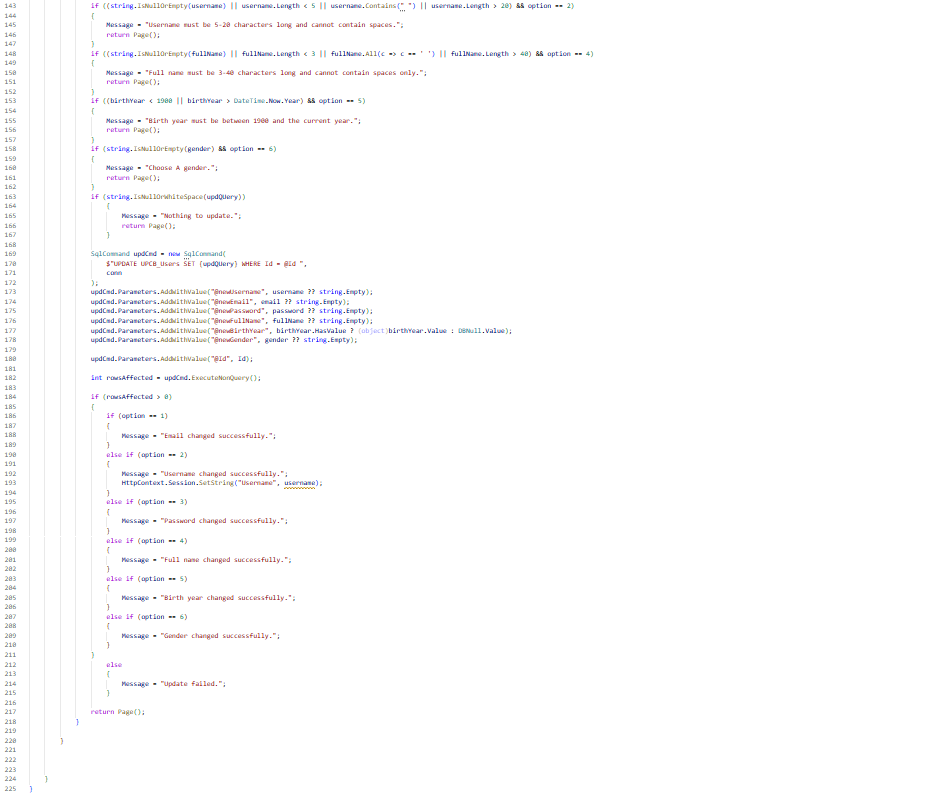 143 if ((string.IsNullOrEmpty(username) || username.Length < 5 || username.Contains(" ") || username.Length > 20) && option == 2)
144 {
145 Message = "Username must be 5-20 characters long and cannot contain spaces.";
146 return Page();
147 }
148 if ((string.IsNullOrEmpty(fullName) || fullName.Length < 3 || fullName.All(c => c == ' ') || fullName.Length > 40) && option == 4)
149 {
150 Message = "Full name must be 3-40 characters long and cannot contain spaces only.";
151 return Page();
152 }
153 if ((birthYear < 1900 || birthYear > DateTime.Now.Year) && option == 5)
154 {
155 Message = "Birth year must be between 1900 and the current year.";
156 return Page();
157 }
158 if (string.IsNullOrEmpty(gender) && option == 6)
159 {
160 Message = "Choose A gender.";
161 return Page();
162 }
163 if (string.IsNullOrWhiteSpace(updQUery))
164 {
165 Message = "Nothing to update.";
166 return Page();
167 }
168
169 SqlCommand updCmd = new SqlCommand(
170 $"UPDATE UPCB_Users SET {updQUery} WHERE Id = @Id ",
171 conn
172 );
173 updCmd.Parameters.AddWithValue("@newUsername", username ?? string.Empty);
174 updCmd.Parameters.AddWithValue("@newEmail", email ?? string.Empty);
175 updCmd.Parameters.AddWithValue("@newPassword", password ?? string.Empty);
176 updCmd.Parameters.AddWithValue("@newFullName", fullName ?? string.Empty);
177 updCmd.Parameters.AddWithValue("@newBirthYear", birthYear.HasValue ? (object)birthYear.Value : DBNull.Value);
178 updCmd.Parameters.AddWithValue("@newGender", gender ?? string.Empty);
179
180 updCmd.Parameters.AddWithValue("@Id", Id);
181
182 int rowsAffected = updCmd.ExecuteNonQuery();
183
184 if (rowsAffected > 0)
185 {
186 if (option == 1)
187 {
188 Message = "Email changed successfully.";
189 }
190 else if (option == 2)
191 {
192 Message = "Username changed successfully.";
193 HttpContext.Session.SetString("Username", username);
194 }
195 else if (option == 3)
196 {
197 Message = "Password changed successfully.";
198 }
199 else if (option == 4)
200 {
201 Message = "Full name changed successfully.";
202 }
203 else if (option == 5)
204 {
205 Message = "Birth year changed successfully.";
206 }
207 else if (option == 6)
208 {
209 Message = "Gender changed successfully.";
210 }
211 }
212 else
213 {
214 Message = "Update failed.";
215 }
216
217 return Page();
218 }
219
220 }
221
222
223
224 }
225 }